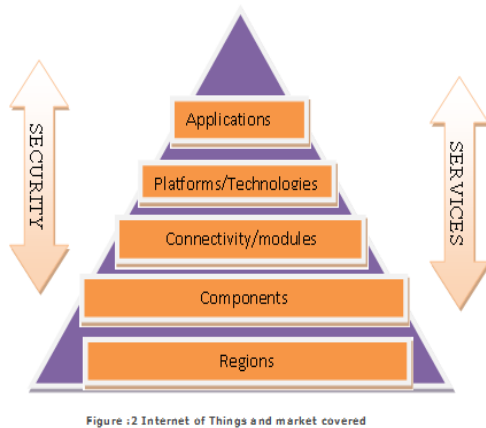 Applications
Platforms/Technologies
Connectivity/modules
Components
Regions
SECURITY
SERVICES
Figure :2 Internet of Things and market covered